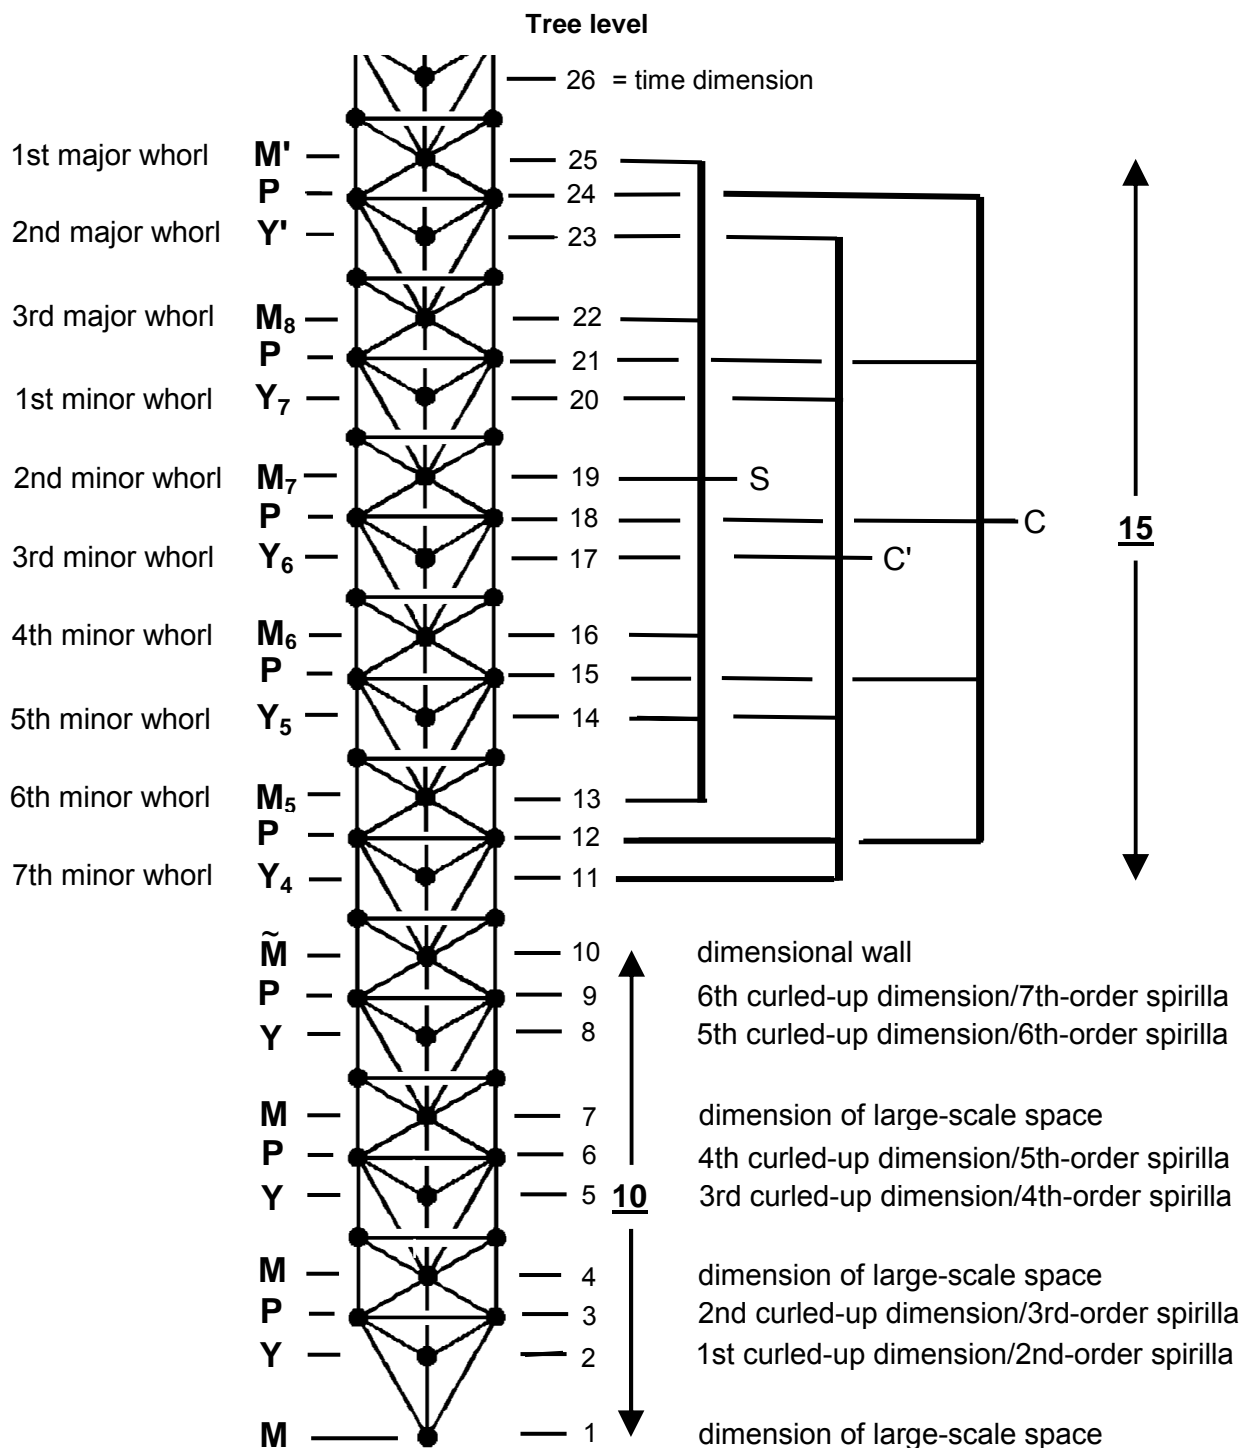 Tree level
26 = time dimension
1st major whorl M' 25
P 24
2nd major whorl Y' 23
3rd major whorl M₈ 22
P 21
1st minor whorl Y₇ 20
2nd minor whorl M₇ 19 S
P 18 C 15
3rd minor whorl Y₆ 17 C'
4th minor whorl M₆ 16
P 15
5th minor whorl Y₅ 14
6th minor whorl M₅ 13
P 12
7th minor whorl Y₄ 11
M̃ 10 dimensional wall
P 9 6th curled-up dimension/7th-order spirilla
Y 8 5th curled-up dimension/6th-order spirilla
M 7 dimension of large-scale space
P 6 4th curled-up dimension/5th-order spirilla
Y 5 10 3rd curled-up dimension/4th-order spirilla
M 4 dimension of large-scale space
P 3 2nd curled-up dimension/3rd-order spirilla
Y 2 1st curled-up dimension/2nd-order spirilla
M 1 dimension of large-scale space